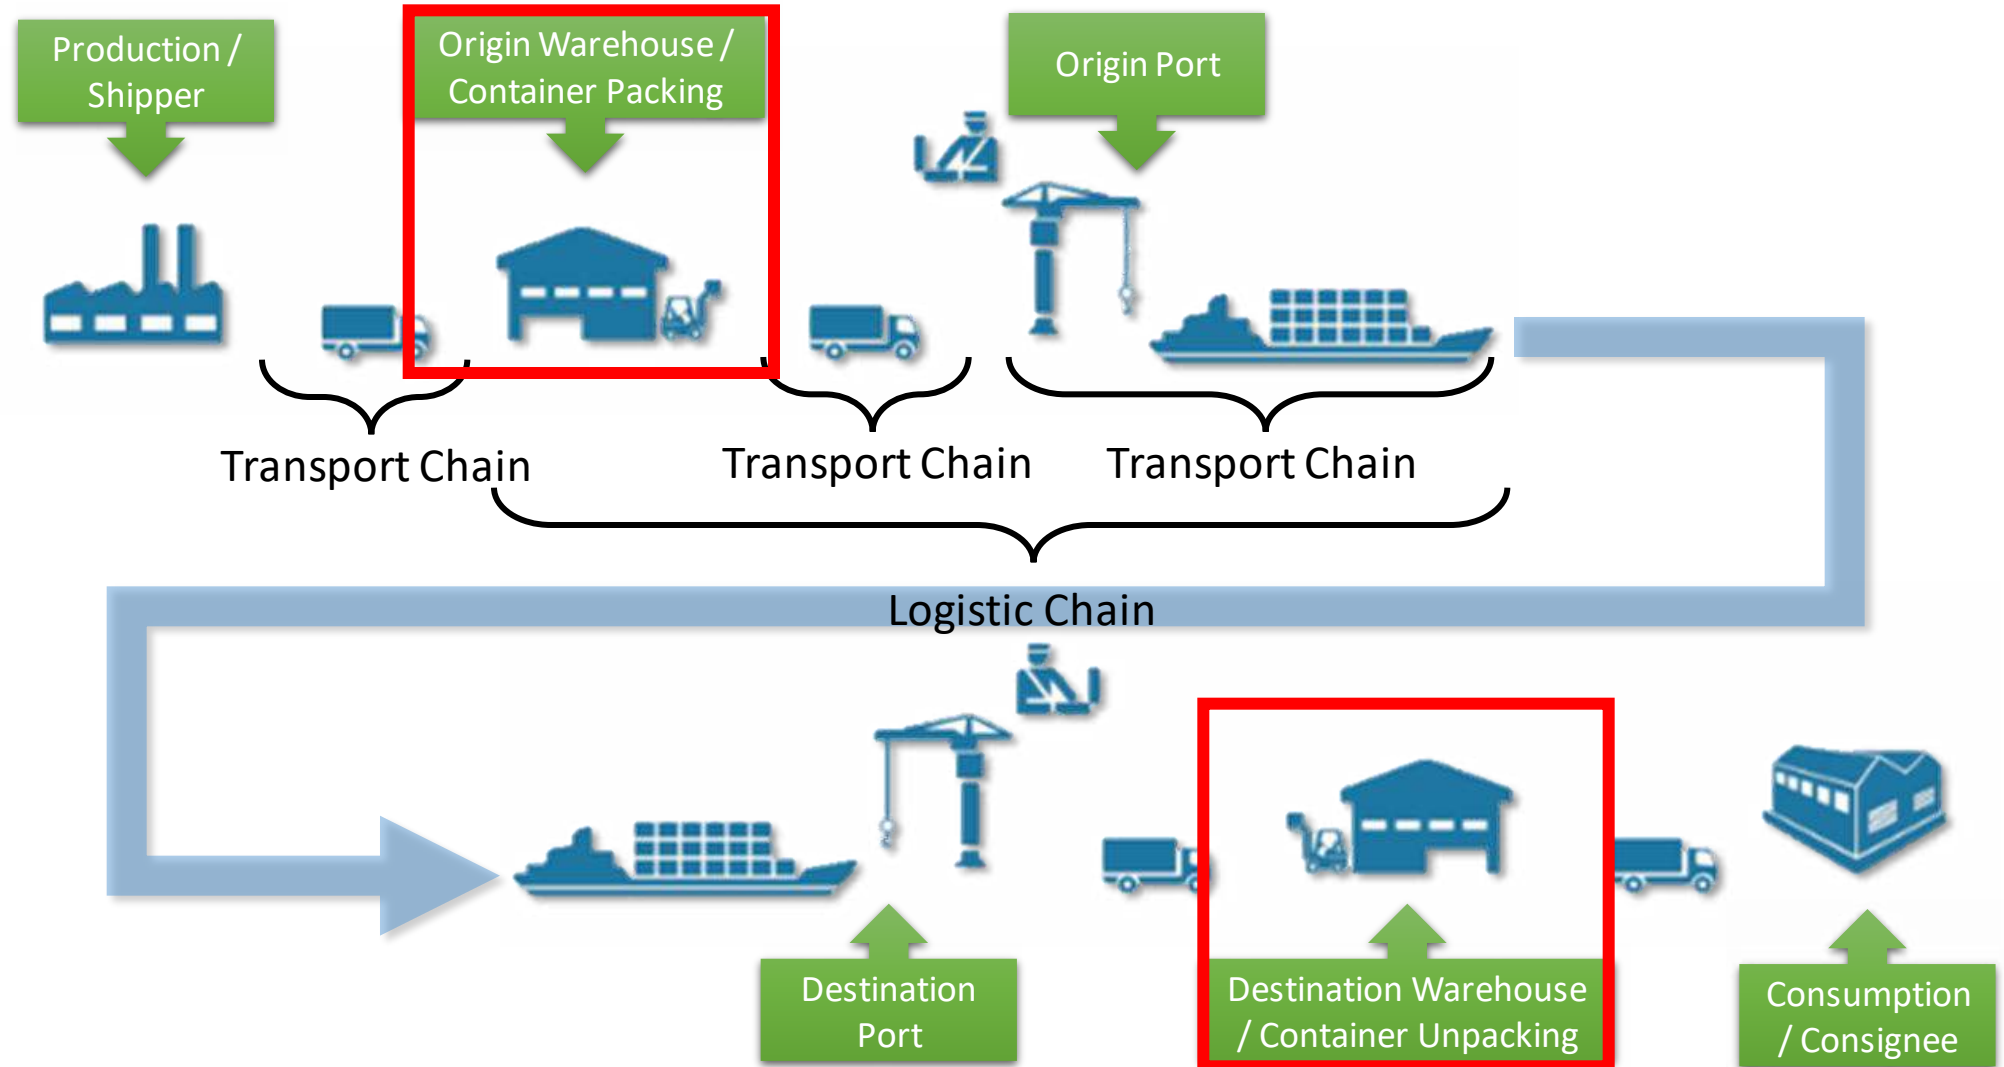 Production /
Shipper
Origin Warehouse /
Container Packing
Origin Port
Transport Chain
Transport Chain
Transport Chain
Logistic Chain
Destination
Port
Destination Warehouse
/ Container Unpacking
Consumption
/ Consignee